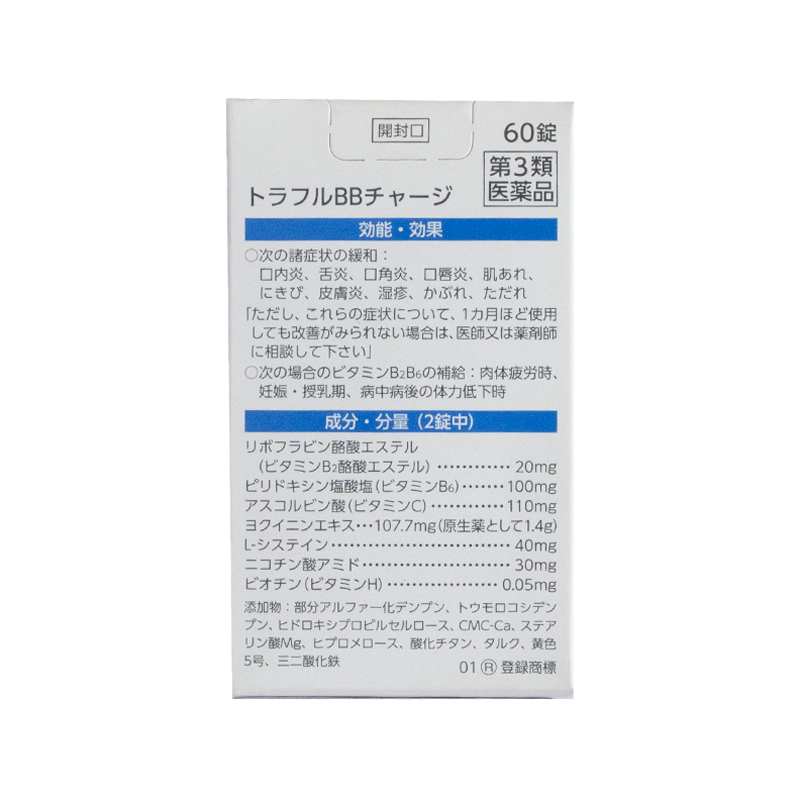 開封口
60錠
第3類
医薬品
トラフルBBチャージ
効能・効果
○次の諸症状の緩和：
口内炎、舌炎、口角炎、口唇炎、肌あれ、
にきび、皮膚炎、湿疹、かぶれ、ただれ
「ただし、これらの症状について、1カ月ほど使用
しても改善がみられない場合は、医師又は薬剤師
に相談して下さい」
○次の場合のビタミンB₂B₆の補給：肉体疲労時、
妊娠・授乳期、病中病後の体力低下時
成分・分量（2錠中）
リボフラビン酪酸エステル
（ビタミンB₂酪酸エステル）…………20mg
ピリドキシン塩酸塩（ビタミンB₆）……100mg
アスコルビン酸（ビタミンC）…………110mg
ヨクイニンエキス…107.7mg（原生薬として1.4g）
L-システイン…………………………40mg
ニコチン酸アミド……………………30mg
ビオチン（ビタミンH）………………0.05mg
添加物：部分アルファー化デンプン、トウモロコシデン
プン、ヒドロキシプロピルセルロース、CMC-Ca、ステア
リン酸Mg、ヒプロメロース、酸化チタン、タルク、黄色
5号、三二酸化鉄
01 Ⓡ 登録商標